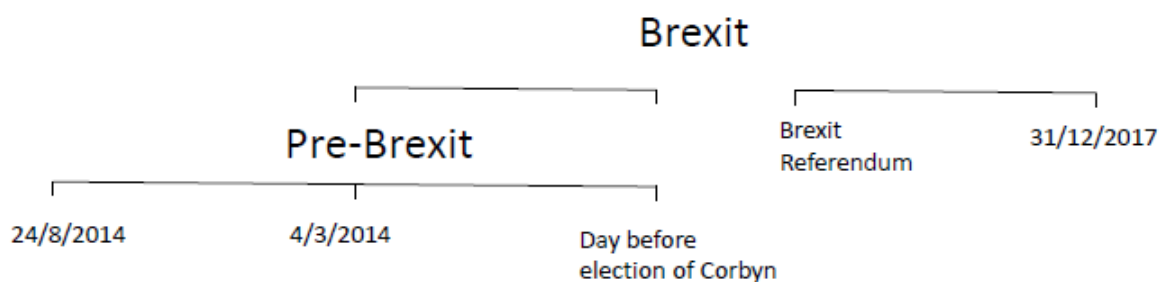 Brexit
Pre-Brexit
Brexit
Referendum
31/12/2017
24/8/2014
4/3/2014
Day before
election of Corbyn